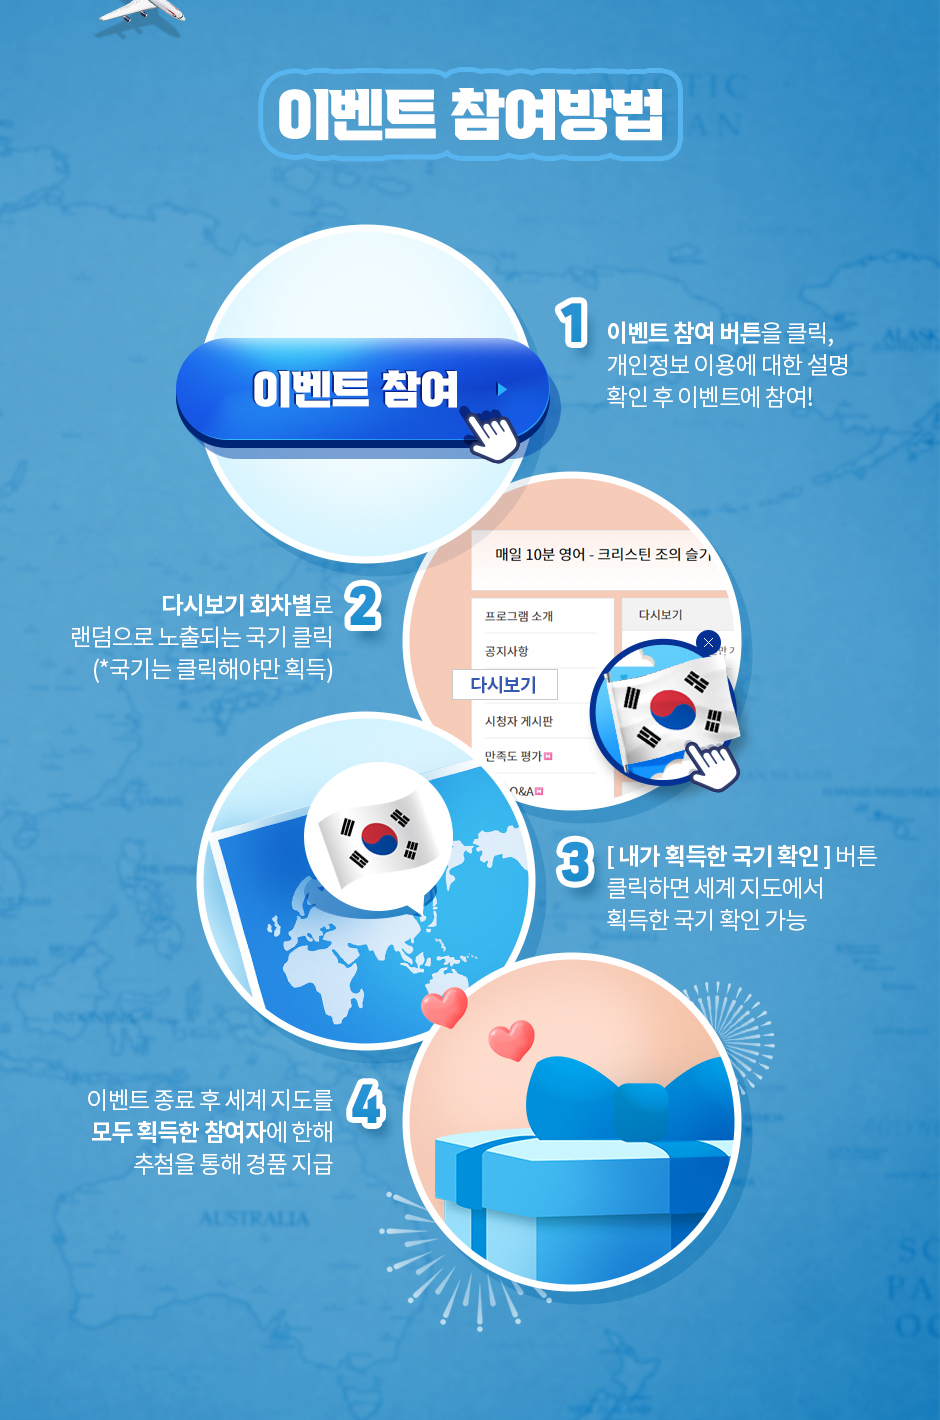 이벤트 참여방법
이벤트 참여
1
이벤트 참여 버튼을 클릭,
개인정보 이용에 대한 설명
확인 후 이벤트에 참여!
매일 10분 영어 - 크리스틴 조의 슬기
프로그램 소개
다시보기
공지사항
다시보기
시청자 게시판
만족도 평가
Q&A
2
다시보기 회차별로
랜덤으로 노출되는 국기 클릭
(*국기는 클릭해야만 획득)
3
[ 내가 획득한 국기 확인 ] 버튼
클릭하면 세계 지도에서
획득한 국기 확인 가능
4
이벤트 종료 후 세계 지도를
모두 획득한 참여자에 한해
추첨을 통해 경품 지급
AUSTRALIA